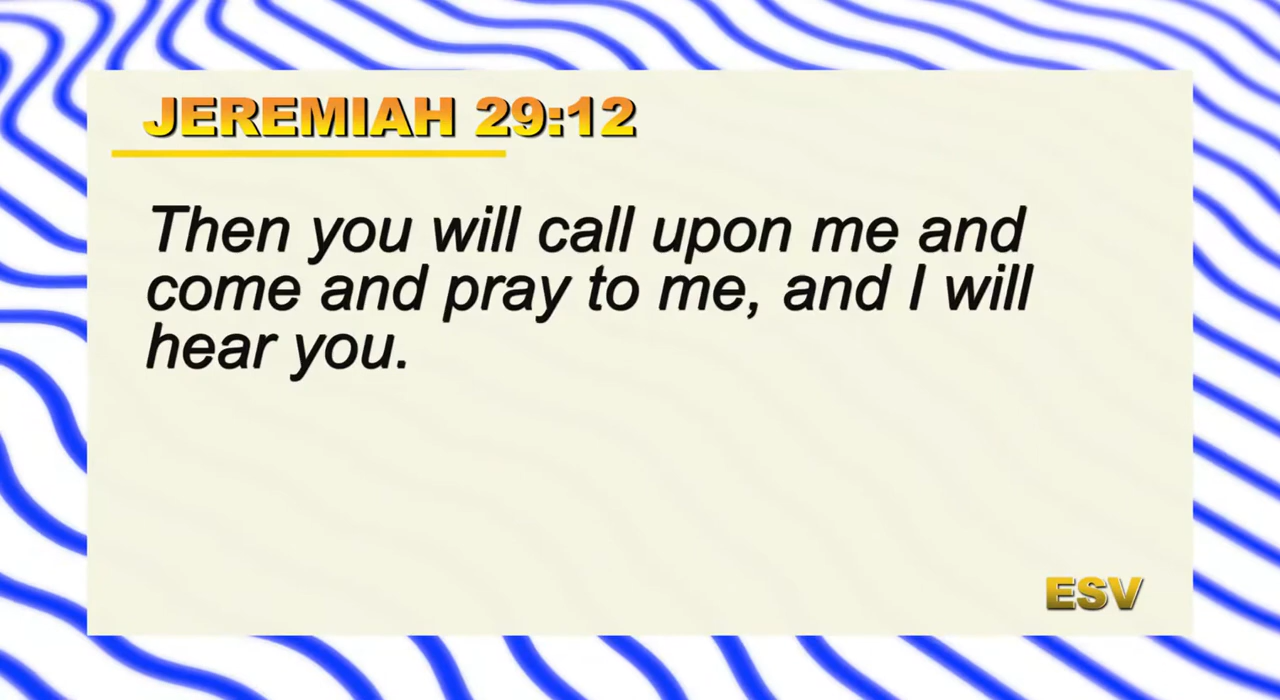 JEREMIAH 29:12
Then you will call upon me and
come and pray to me, and I will
hear you.
ESV